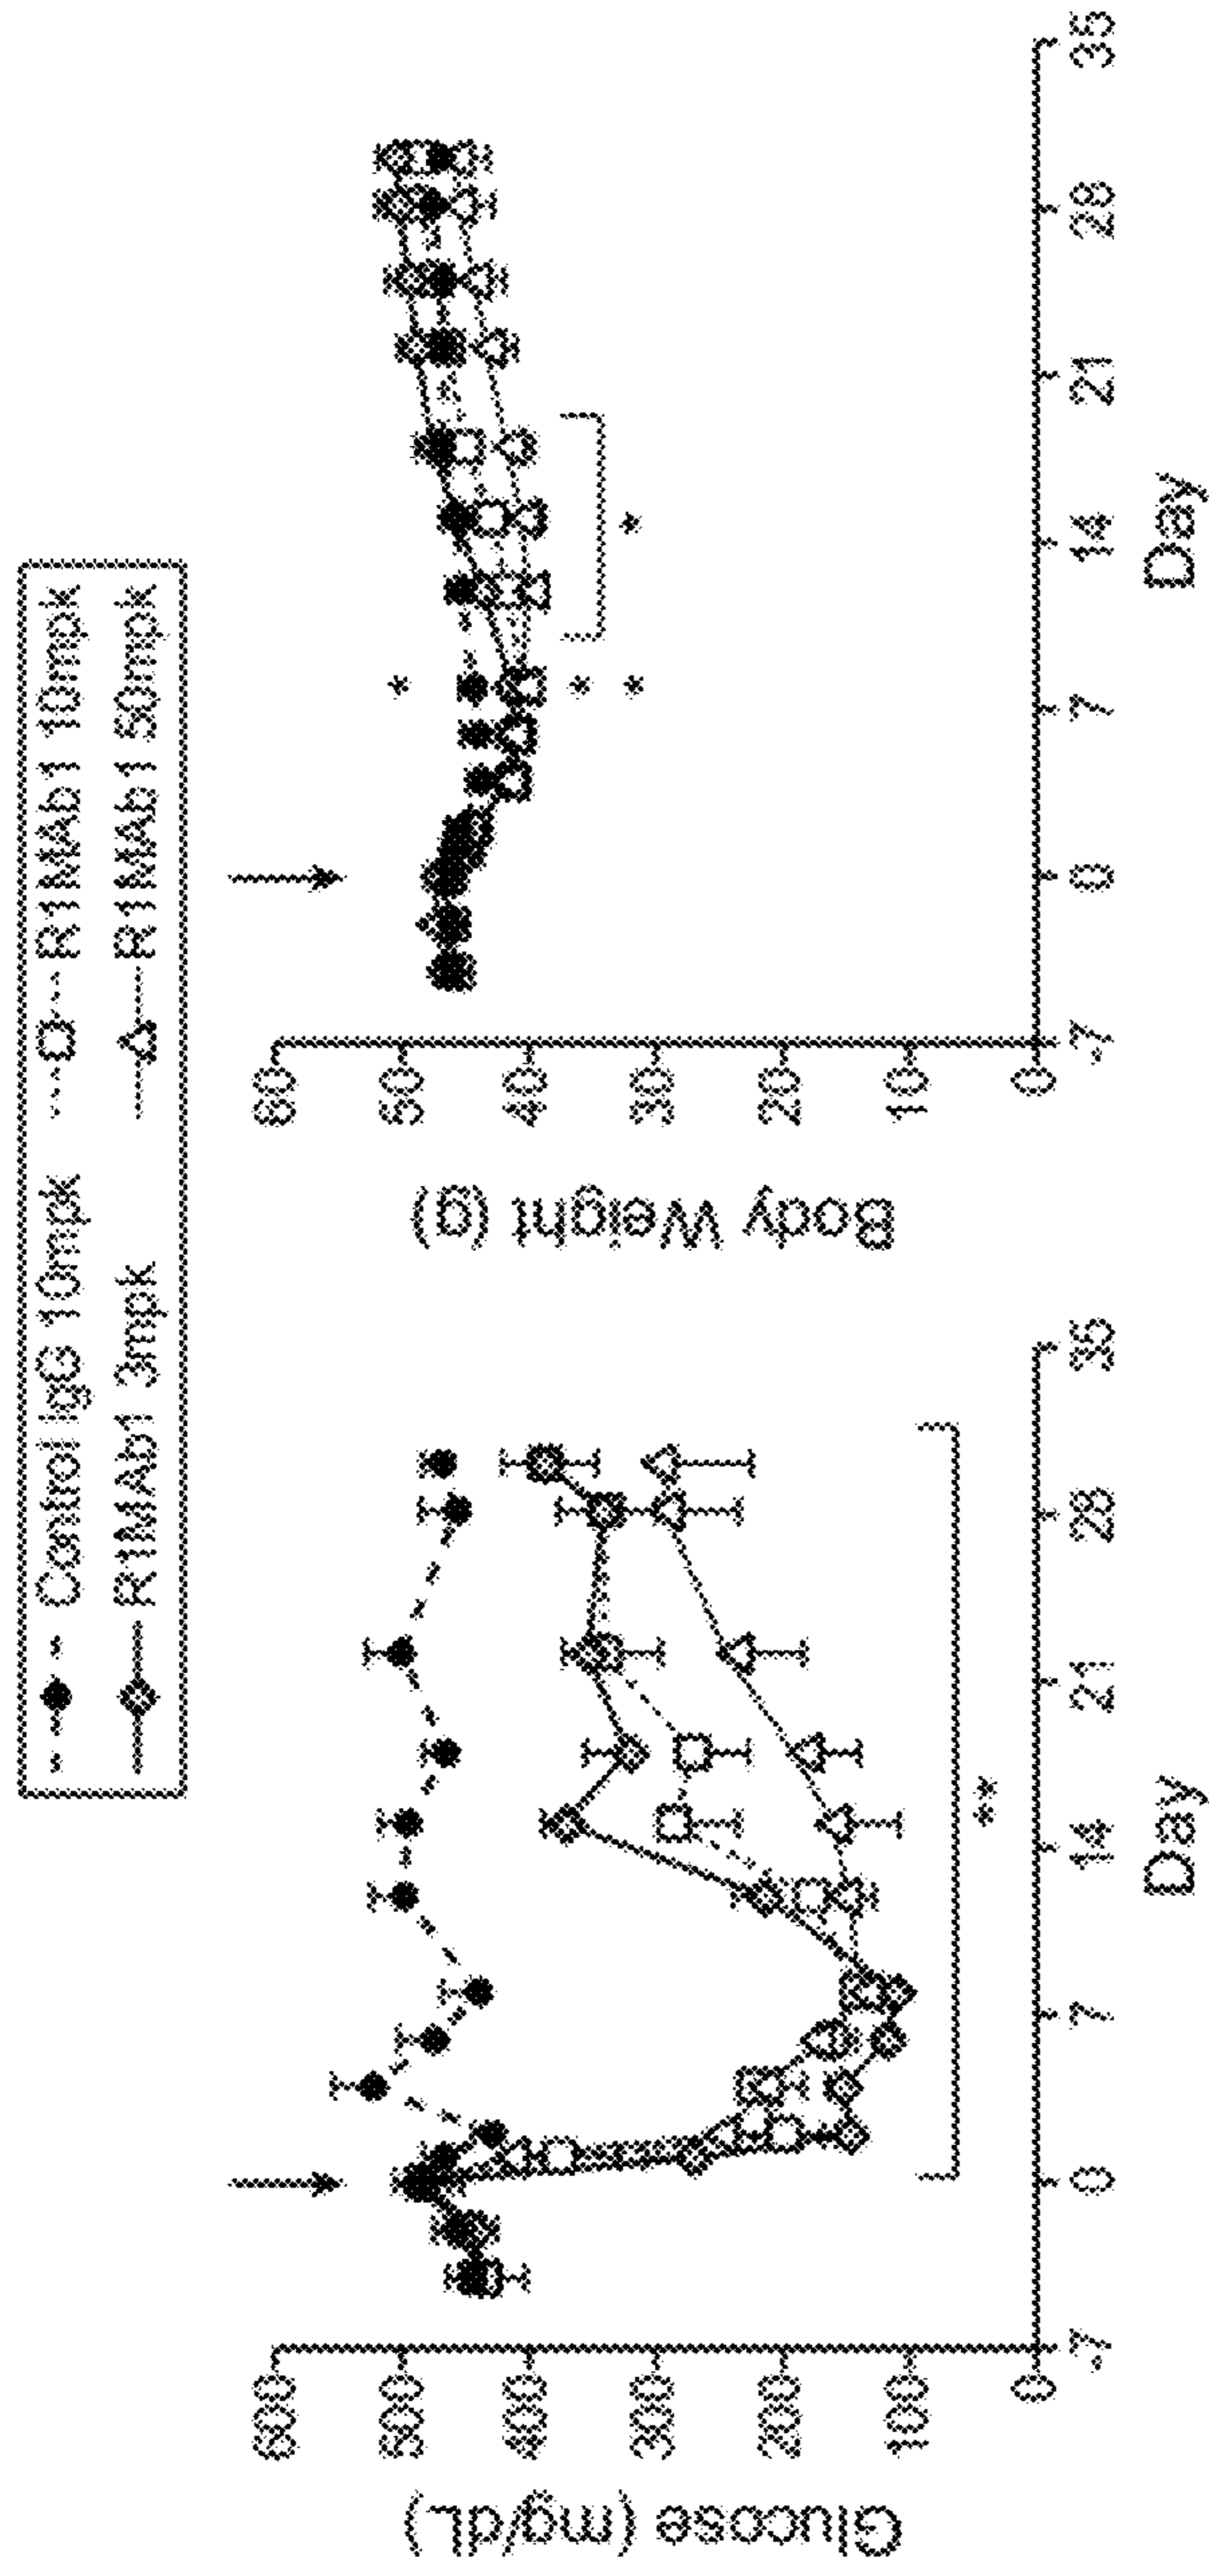 Control IgG 10mpk R1MAb1 10mpk
R1MAb1 3mpk R1MAb1 50mpk
Glucose (mg/dL)
600
500
400
300
200
100
0
-7 0 7 14 21 28 35
Day
**
Body Weight (g)
60
50
40
30
20
10
0
-7 0 7 14 21 28 35
Day
*
*
*
*